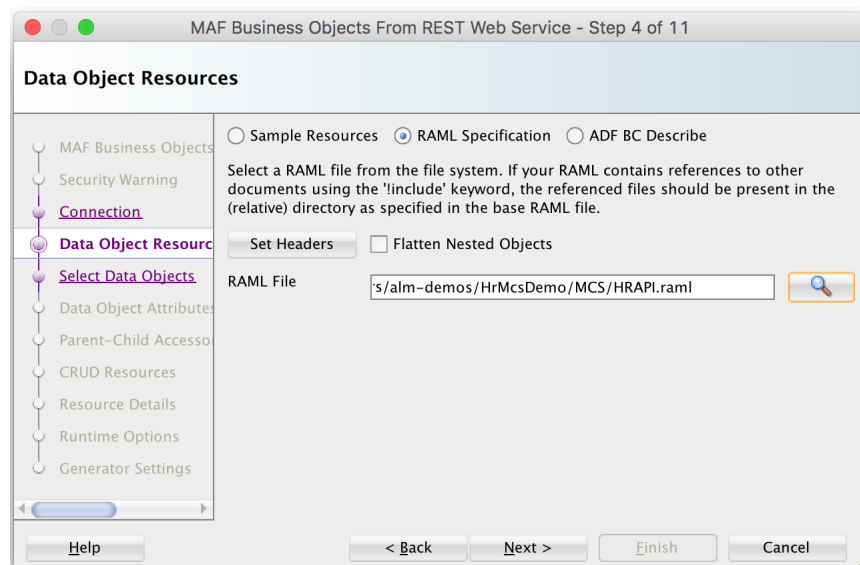 MAF Business Objects From REST Web Service - Step 4 of 11
Data Object Resources
MAF Business Objects
Security Warning
Connection
Data Object Resourc
Select Data Objects
Data Object Attributes
Parent-Child Accesso
CRUD Resources
Resource Details
Runtime Options
Generator Settings
Sample Resources RAML Specification ADF BC Describe
Select a RAML file from the file system. If your RAML contains references to other
documents using the '!include' keyword, the referenced files should be present in the
(relative) directory as specified in the base RAML file.
Set Headers Flatten Nested Objects
RAML File s/alm-demos/HrMcsDemo/MCS/HRAPI.raml
Help < Back Next > Finish Cancel